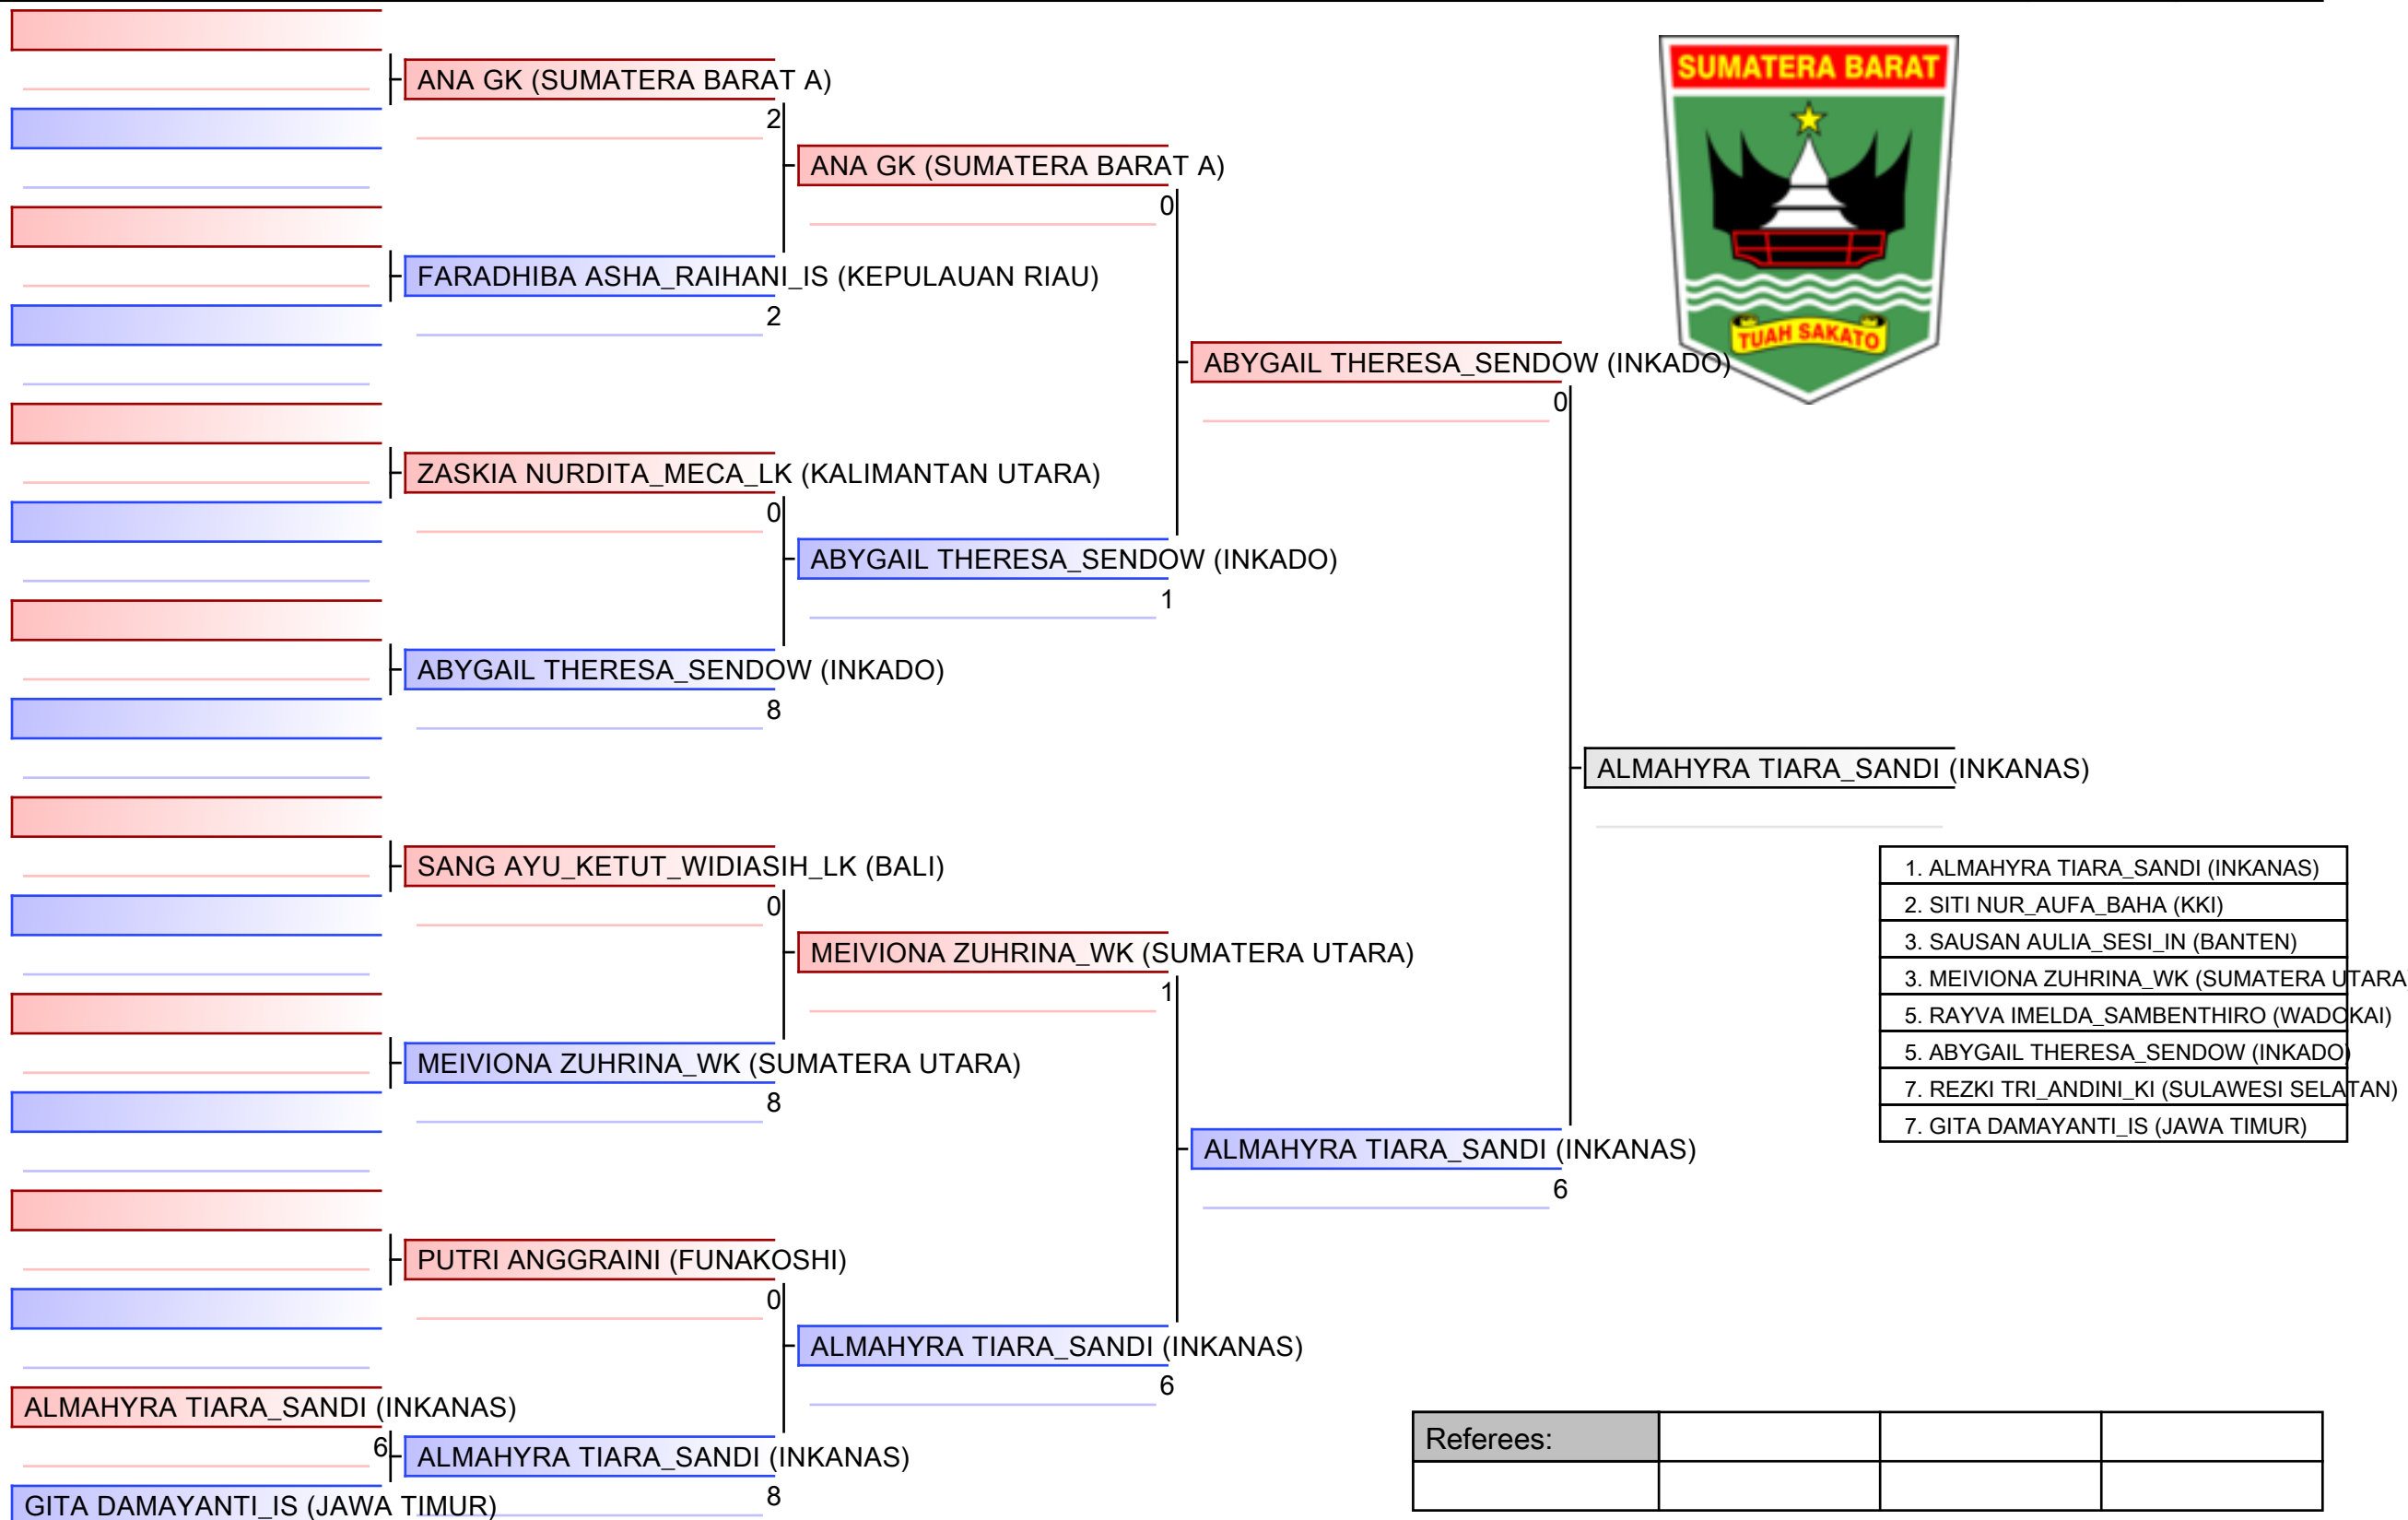 SUMATERA BARAT
TUAH SAKATO
ANA GK (SUMATERA BARAT A)
2
ANA GK (SUMATERA BARAT A)
0
FARADHIBA ASHA_RAIHANI_IS (KEPULAUAN RIAU)
2
ABYGAIL THERESA_SENDOW (INKADO)
0
ZASKIA NURDITA_MECA_LK (KALIMANTAN UTARA)
0
ABYGAIL THERESA_SENDOW (INKADO)
1
ABYGAIL THERESA_SENDOW (INKADO)
8
ALMAHYRA TIARA_SANDI (INKANAS)
SANG AYU_KETUT_WIDIASIH_LK (BALI)
0
MEIVIONA ZUHRINA_WK (SUMATERA UTARA)
1
MEIVIONA ZUHRINA_WK (SUMATERA UTARA)
8
ALMAHYRA TIARA_SANDI (INKANAS)
6
PUTRI ANGGRAINI (FUNAKOSHI)
0
ALMAHYRA TIARA_SANDI (INKANAS)
6
ALMAHYRA TIARA_SANDI (INKANAS)
6
ALMAHYRA TIARA_SANDI (INKANAS)
8
GITA DAMAYANTI_IS (JAWA TIMUR)
1. ALMAHYRA TIARA_SANDI (INKANAS)
2. SITI NUR_AUFA_BAHA (KKI)
3. SAUSAN AULIA_SESI_IN (BANTEN)
3. MEIVIONA ZUHRINA_WK (SUMATERA UTARA
5. RAYVA IMELDA_SAMBENTHIRO (WADOKAI)
5. ABYGAIL THERESA_SENDOW (INKADO)
7. REZKI TRI_ANDINI_KI (SULAWESI SELATAN)
7. GITA DAMAYANTI_IS (JAWA TIMUR)
Referees: